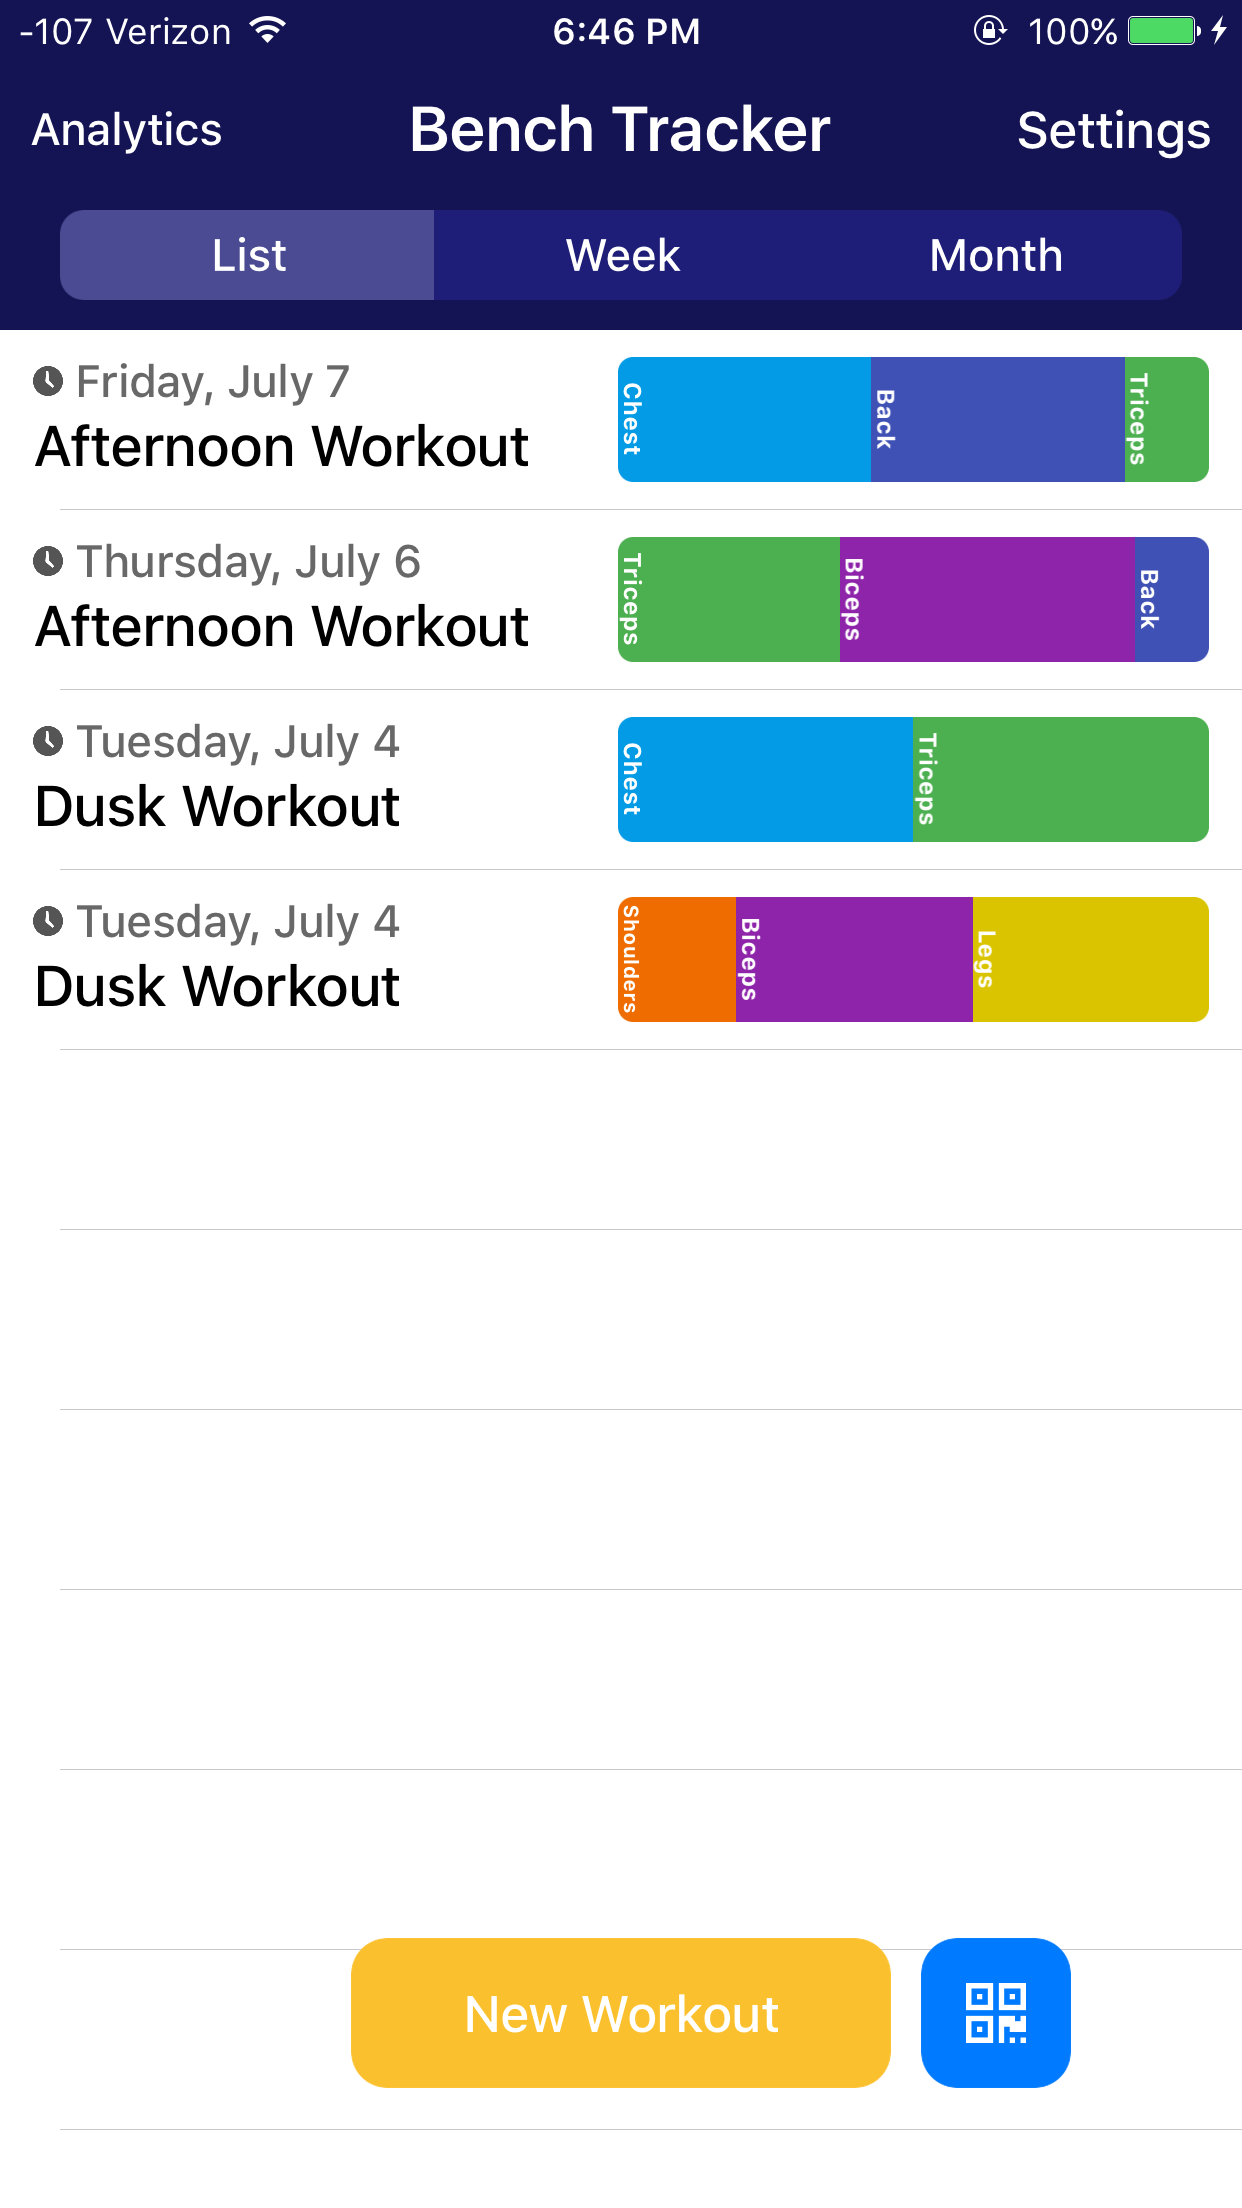 -107 Verizon 6:46 PM 100%
Analytics Bench Tracker Settings
List Week Month
Friday, July 7
Afternoon Workout
Chest Back Triceps
Thursday, July 6
Afternoon Workout
Triceps Biceps Back
Tuesday, July 4
Dusk Workout
Chest Triceps
Tuesday, July 4
Dusk Workout
Shoulders Biceps Legs
New Workout